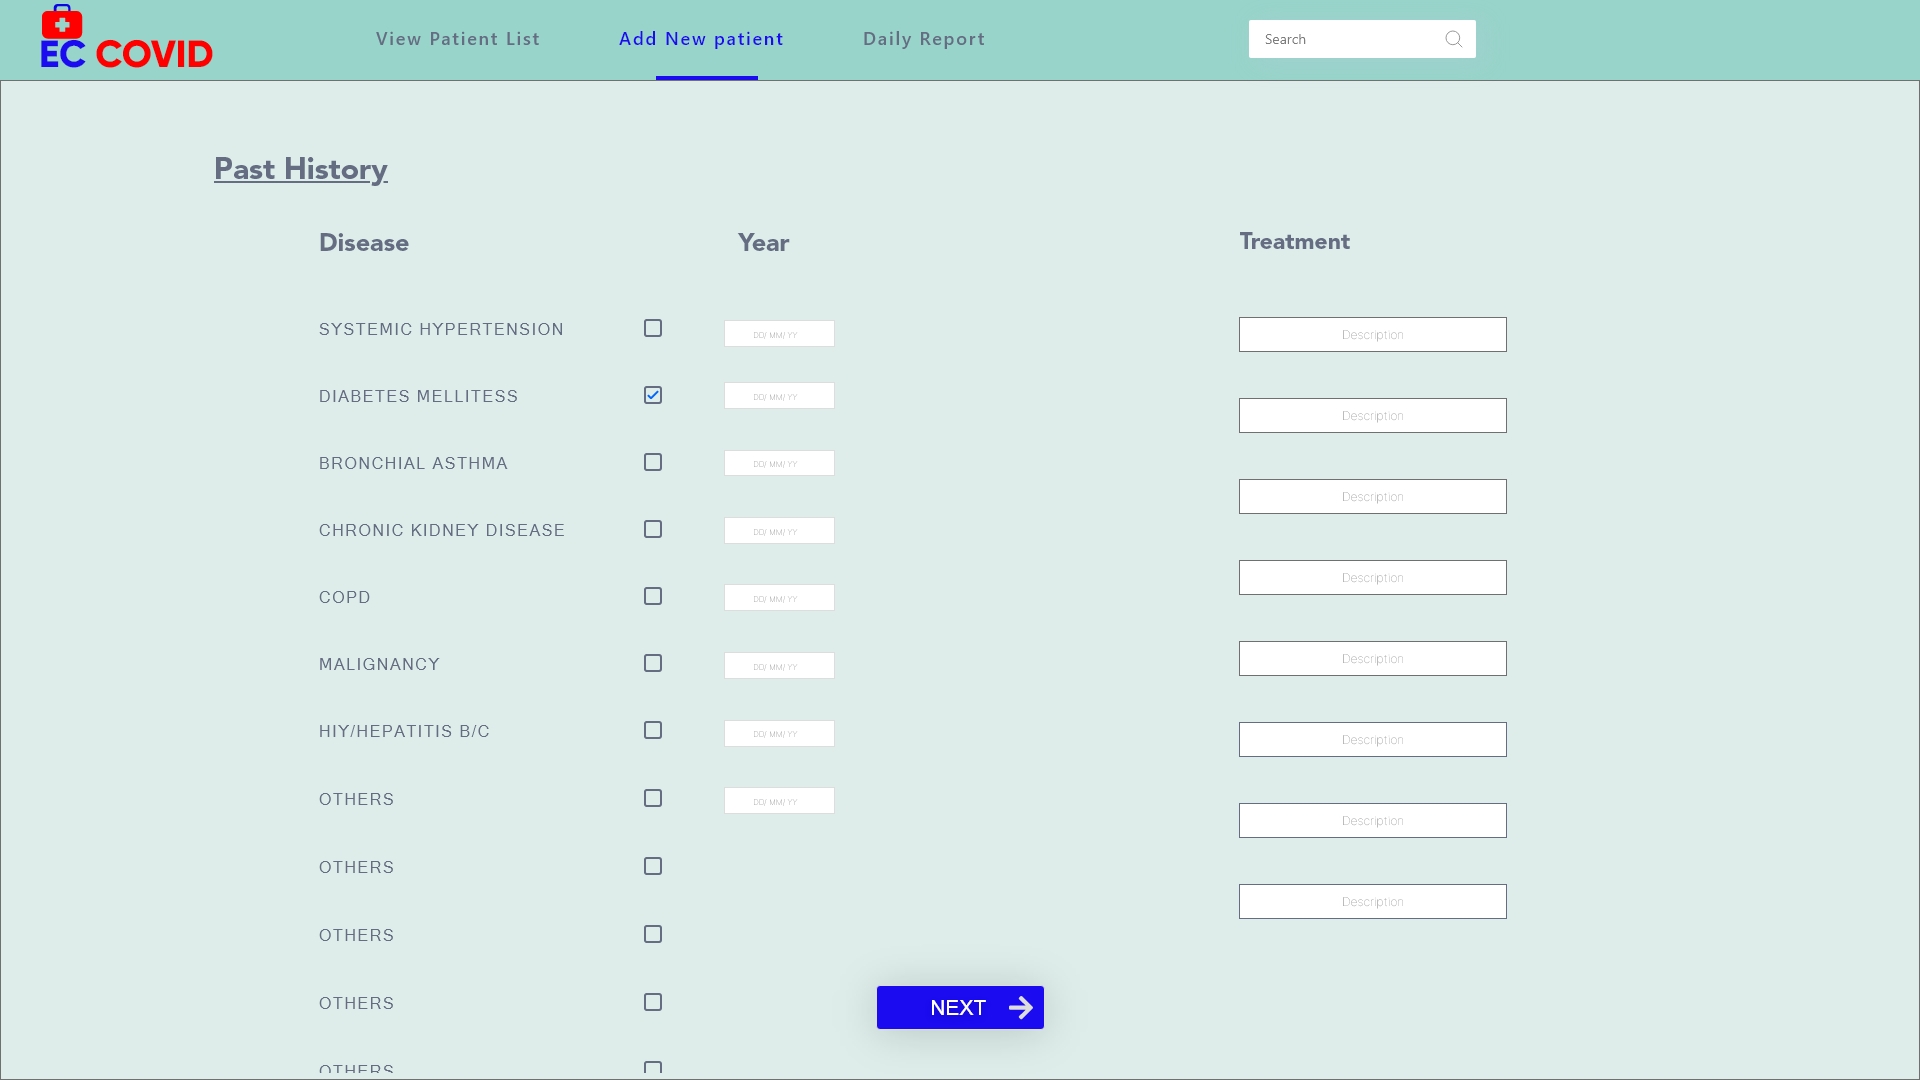 EC COVID
View Patient List
Add New patient
Daily Report
Search
Past History
Disease
Year
Treatment
SYSTEMIC HYPERTENSION
DD/ MM/ YY
Description
DIABETES MELLITESS
DD/ MM/ YY
Description
BRONCHIAL ASTHMA
DD/ MM/ YY
Description
CHRONIC KIDNEY DISEASE
DD/ MM/ YY
Description
COPD
DD/ MM/ YY
Description
MALIGNANCY
DD/ MM/ YY
Description
HIY/HEPATITIS B/C
DD/ MM/ YY
Description
OTHERS
DD/ MM/ YY
Description
OTHERS
OTHERS
OTHERS
NEXT
OTHERS